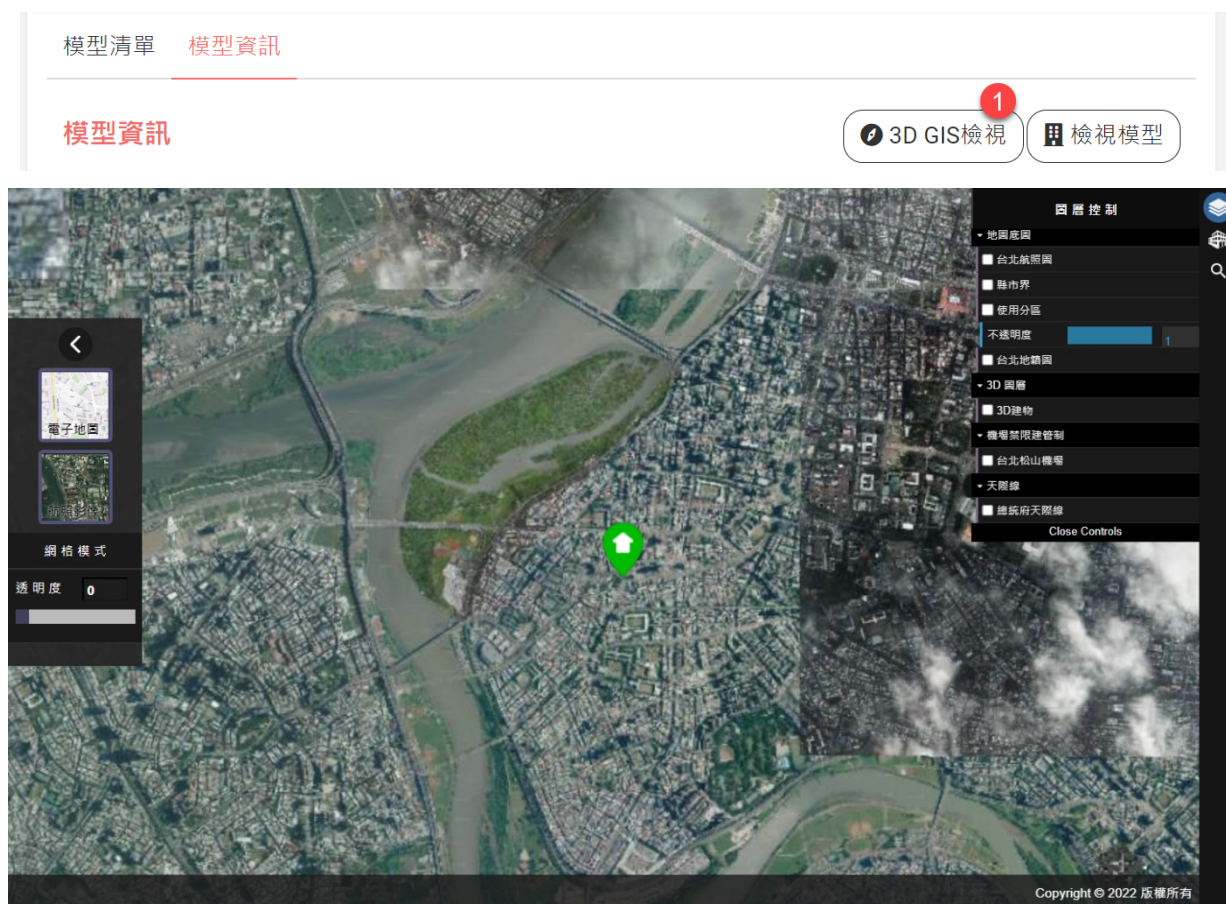 模型清單 模型資訊
模型資訊
1
3D GIS檢視
檢視模型
電子地圖
航照影像
網格模式
透明度 0
圖層控制
地圖底圖
台北航照圖
縣市界
使用分區
不透明度 1
台北地籍圖
3D 圖層
3D建物
機場禁限建管制
台北松山機場
天際線
總統府天際線
Close Controls
Copyright © 2022 版權所有